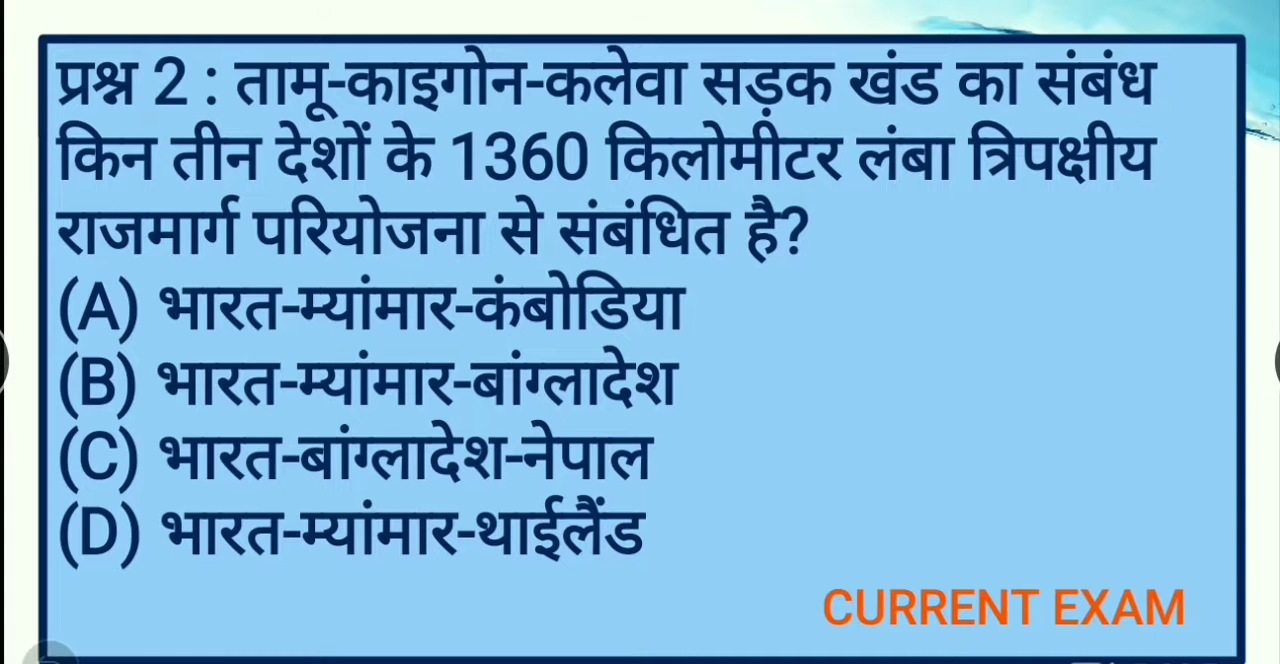 प्रश्न 2 : तामू-काइगोन-कलेवा सड़क खंड का संबंध
किन तीन देशों के 1360 किलोमीटर लंबा त्रिपक्षीय
राजमार्ग परियोजना से संबंधित है?
(A) भारत-म्यांमार-कंबोडिया
(B) भारत-म्यांमार-बांग्लादेश
(C) भारत-बांग्लादेश-नेपाल
(D) भारत-म्यांमार-थाईलैंड
CURRENT EXAM